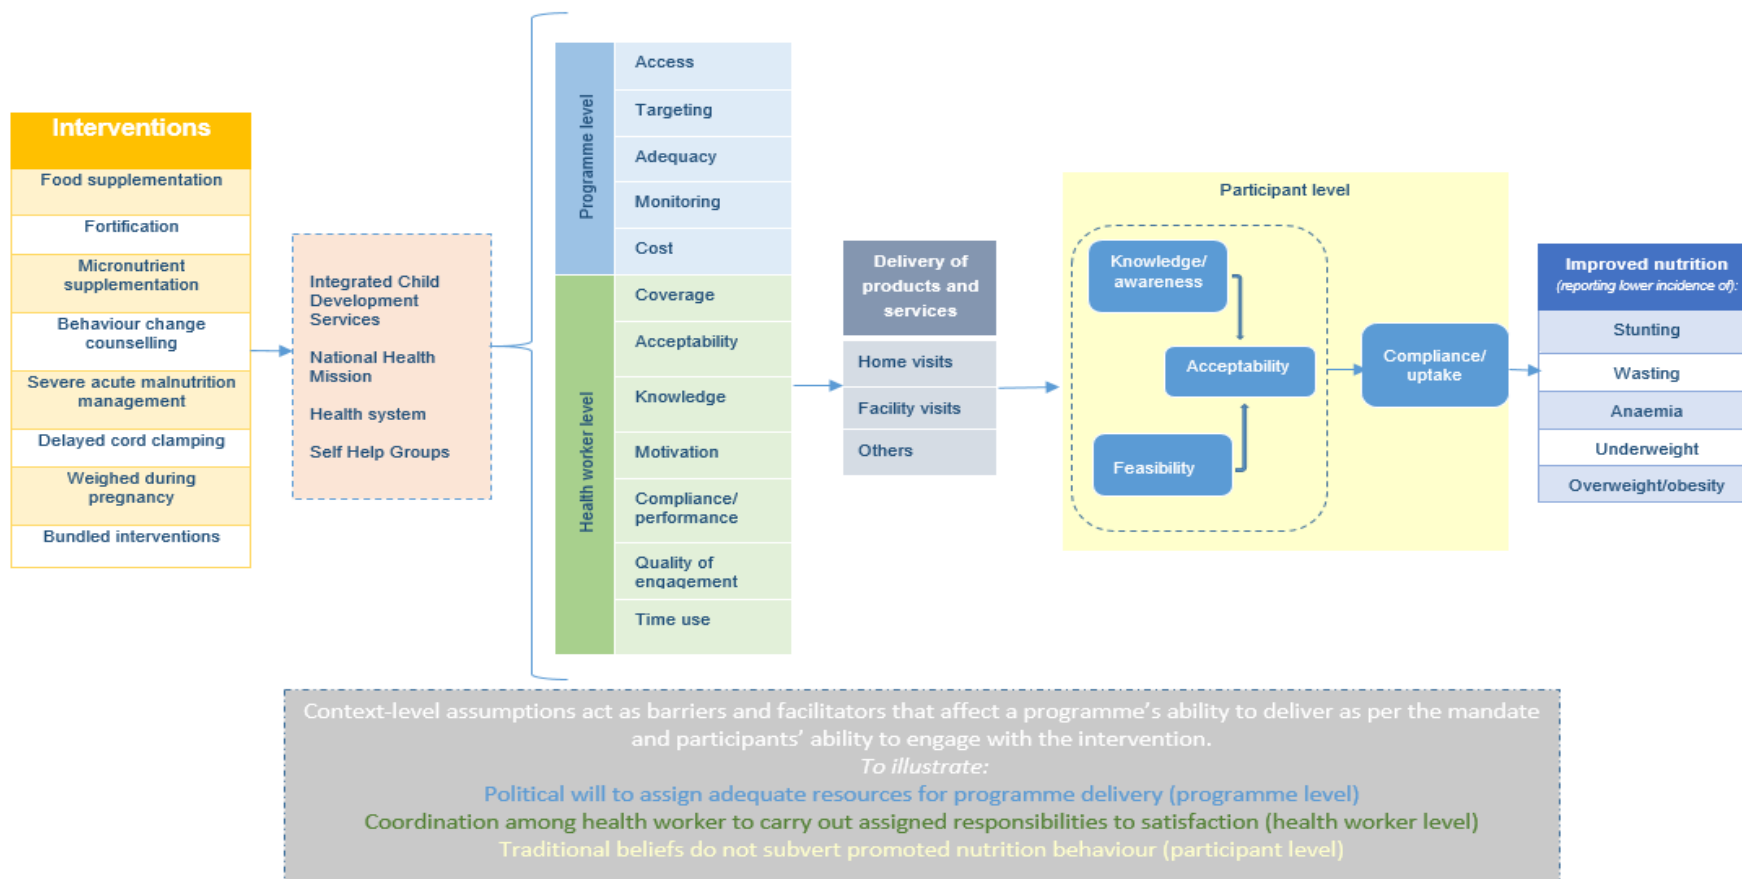 Interventions
Food supplementation
Fortification
Micronutrient
supplementation
Behaviour change
counselling
Severe acute malnutrition
management
Delayed cord clamping
Weighed during
pregnancy
Bundled interventions
Integrated Child
Development
Services
National Health
Mission
Health system
Self Help Groups
Programme level
Access
Targeting
Adequacy
Monitoring
Cost
Health worker level
Coverage
Acceptability
Knowledge
Motivation
Compliance/
performance
Quality of
engagement
Time use
Delivery of
products and
services
Home visits
Facility visits
Others
Participant level
Knowledge/
awareness
Acceptability
Feasibility
Compliance/
uptake
Improved nutrition
(reporting lower incidence of):
Stunting
Wasting
Anaemia
Underweight
Overweight/obesity
Context-level assumptions act as barriers and facilitators that affect a programme’s ability to deliver as per the mandate
and participants’ ability to engage with the intervention.
To illustrate:
Political will to assign adequate resources for programme delivery (programme level)
Coordination among health worker to carry out assigned responsibilities to satisfaction (health worker level)
Traditional beliefs do not subvert promoted nutrition behaviour (participant level)